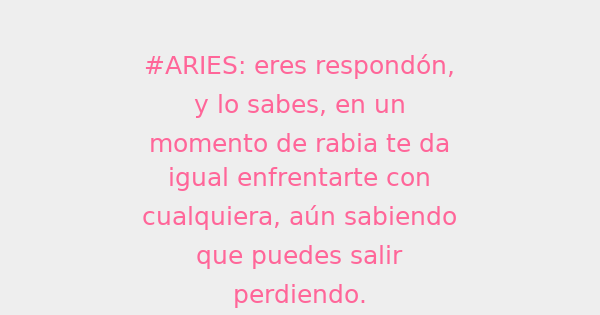 #ARIES: eres respondón,
y lo sabes, en un
momento de rabia te da
igual enfrentarte con
cualquiera, aún sabiendo
que puedes salir
perdiendo.